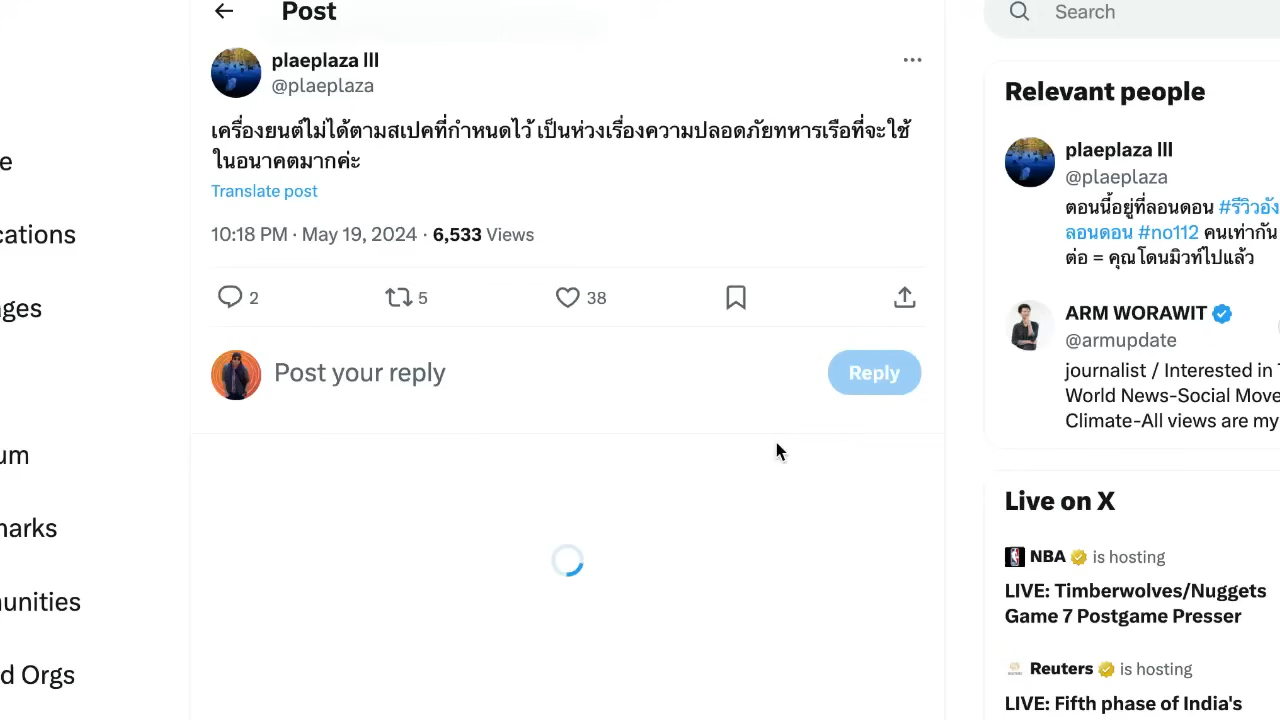 Post
Search
plaeplaza lll
@plaeplaza
เครื่องยนต์ไม่ได้ตามสเปคที่กำหนดไว้ เป็นห่วงเรื่องความปลอดภัยทหารเรือที่จะใช้
ในอนาคตมากค่ะ
Translate post
10:18 PM · May 19, 2024 · 6,533 Views
2
5
38
Post your reply
Reply
Relevant people
plaeplaza lll
@plaeplaza
ตอนนี้อยู่ที่ลอนดอน #รีวิวอัง
ลอนดอน #no112 คนเท่ากัน
ต่อ = คุณโดนมิวท์ไปแล้ว
ARM WORAWIT
@armupdate
journalist / Interested in T
World News-Social Move
Climate-All views are my
Live on X
NBA is hosting
LIVE: Timberwolves/Nuggets
Game 7 Postgame Presser
Reuters is hosting
LIVE: Fifth phase of India's
e
cations
ges
um
narks
unities
d Orgs